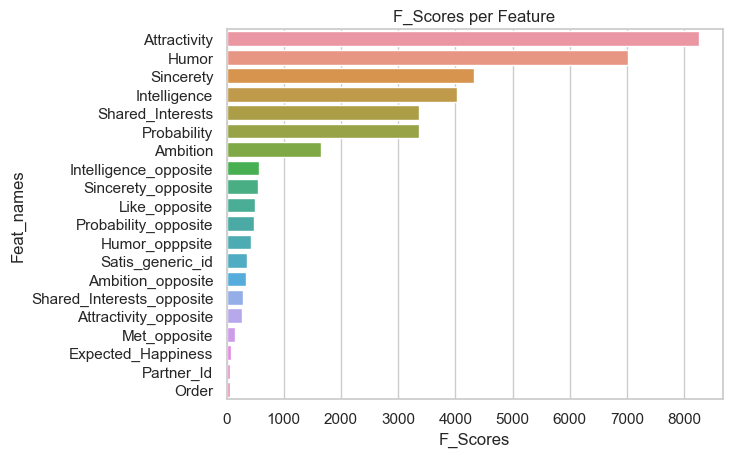 F_Scores per Feature
Feat_names
Attractivity
Humor
Sincerety
Intelligence
Shared_Interests
Probability
Ambition
Intelligence_opposite
Sincerety_opposite
Like_opposite
Probability_opposite
Humor_opppsite
Satis_generic_id
Ambition_opposite
Shared_Interests_opposite
Attractivity_opposite
Met_opposite
Expected_Happiness
Partner_Id
Order
0 1000 2000 3000 4000 5000 6000 7000 8000
F_Scores